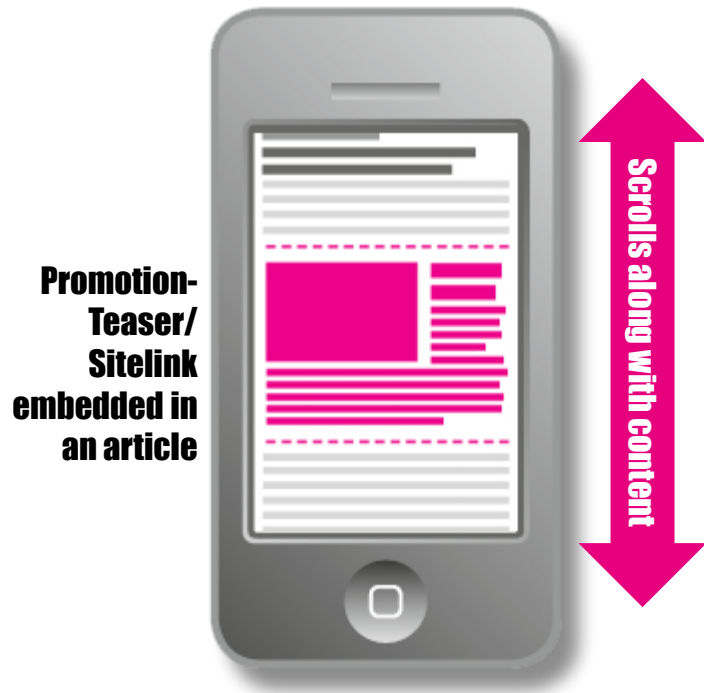 Promotion-
Teaser/
Sitelink
embedded in
an article
Scrolls along with content